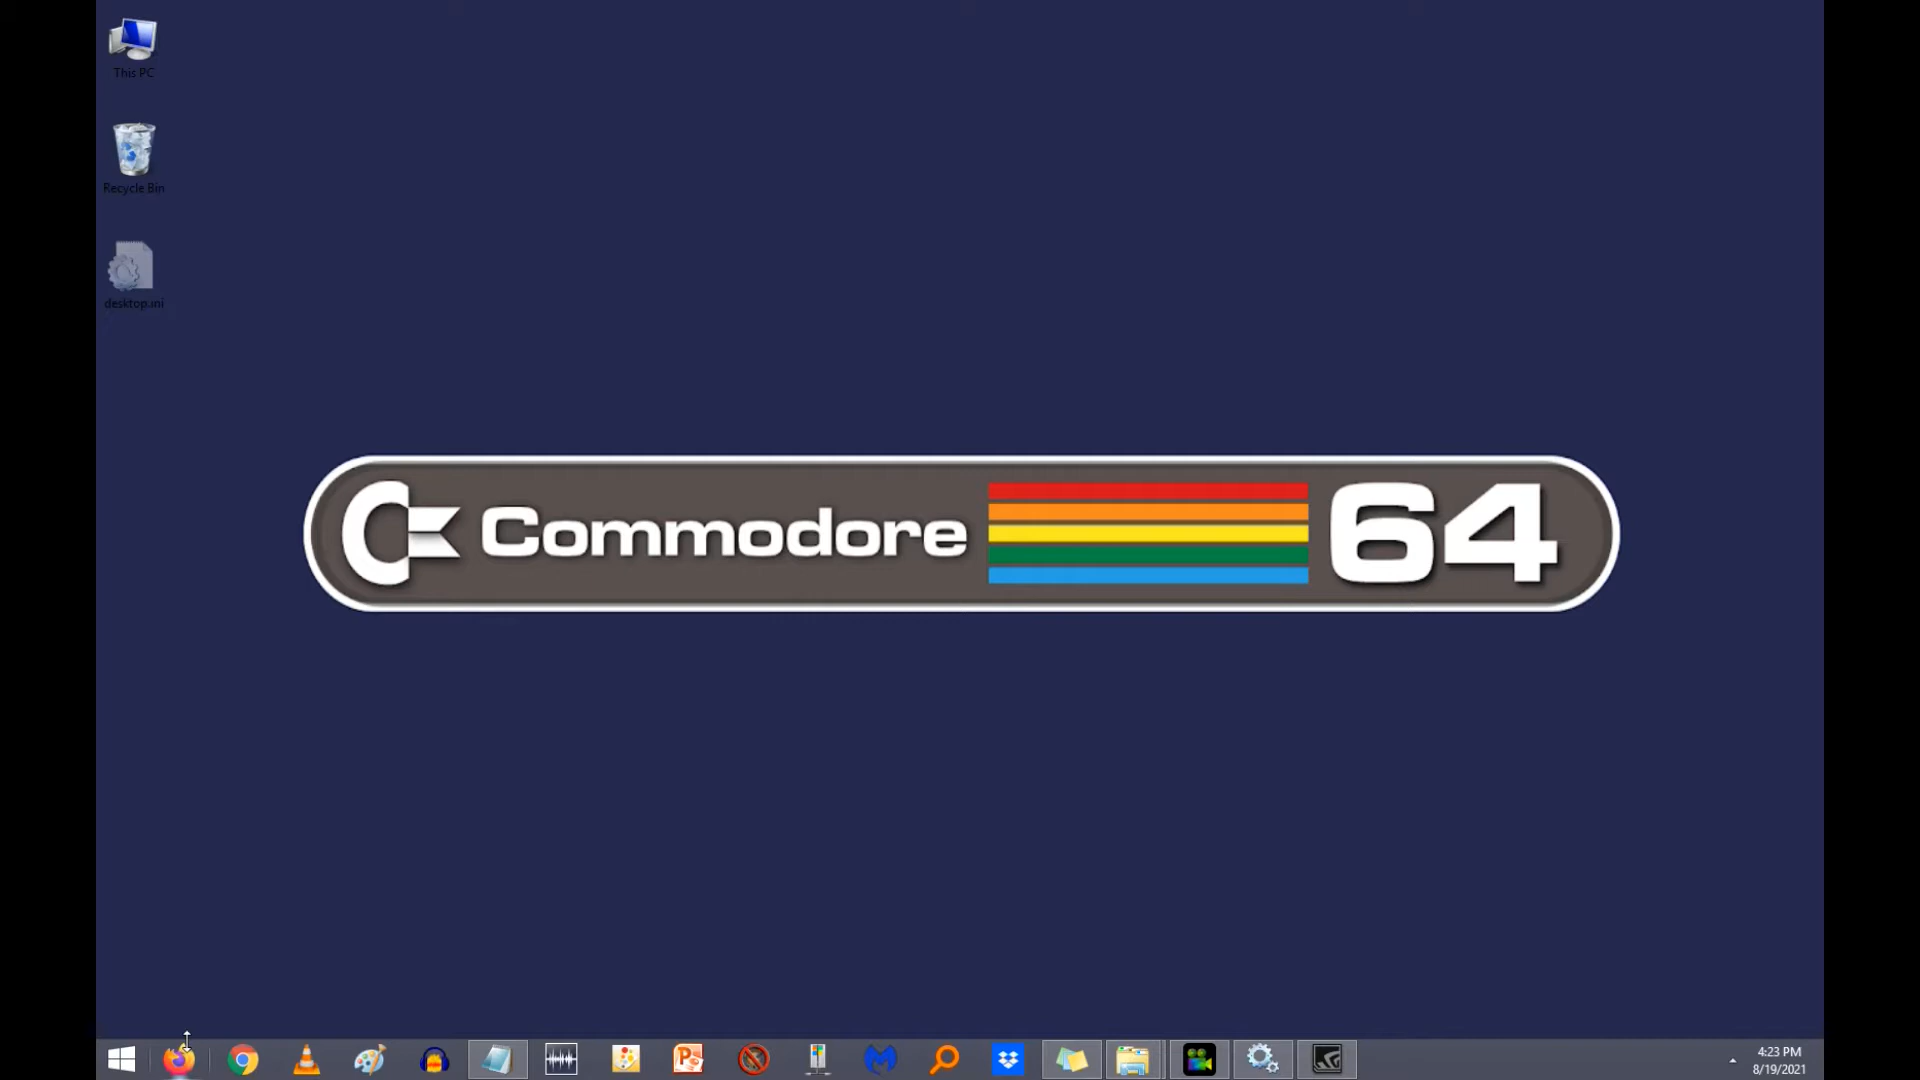 This PC
Recycle Bin
desktop.ini
Commodore 64
4:23 PM
8/19/2021